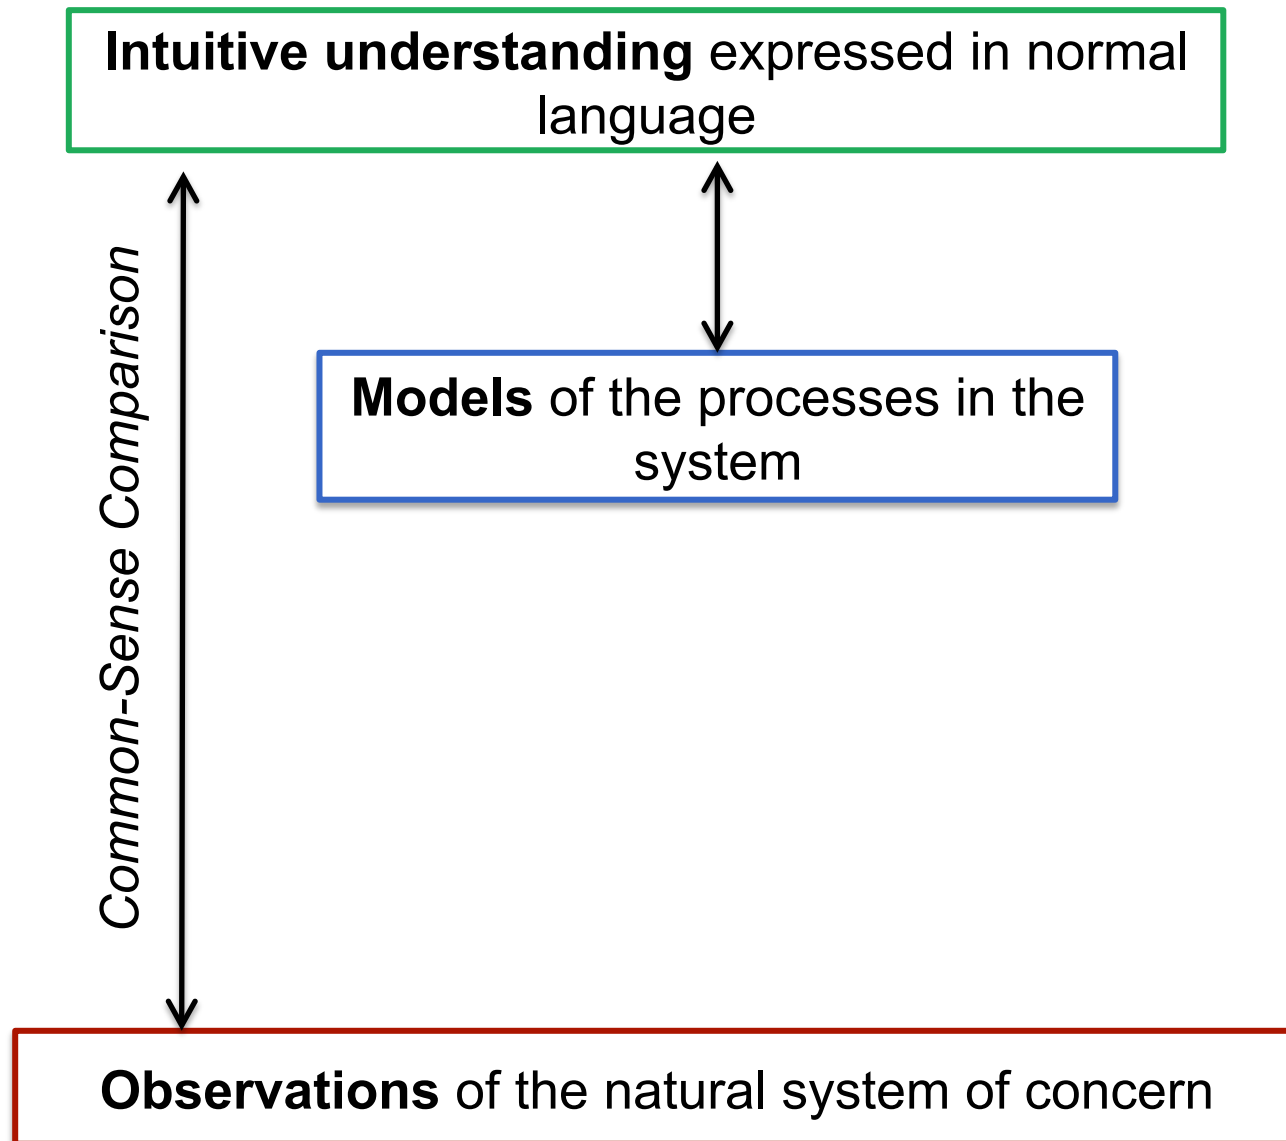 Intuitive understanding expressed in normal
language
Common-Sense Comparison
Models of the processes in the
system
Observations of the natural system of concern